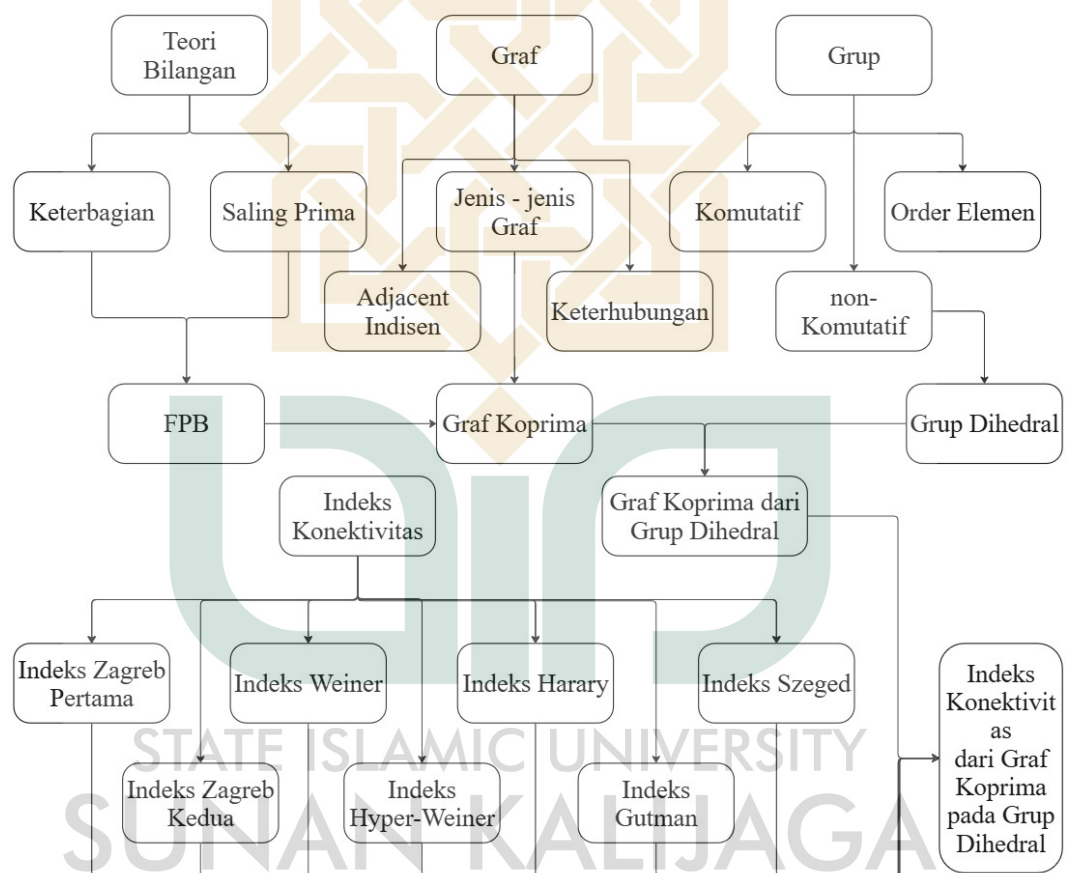 Teori
Bilangan
Graf
Grup
Keterbagian
Saling Prima
Jenis - jenis
Graf
Komutatif
Order Elemen
Adjacent
Indisen
Keterhubungan
non-
Komutatif
FPB
Graf Koprima
Grup Dihedral
Indeks
Konektivitas
Graf Koprima dari
Grup Dihedral
Indeks Zagreb
Pertama
Indeks Weiner
Indeks Harary
Indeks Szeged
Indeks
Konektivit
as
dari Graf
Koprima
pada Grup
Dihedral
Indeks Zagreb
Kedua
Indeks
Hyper-Weiner
Indeks
Gutman
STATE ISLAMIC UNIVERSITY
SUNAN KALIJAGA